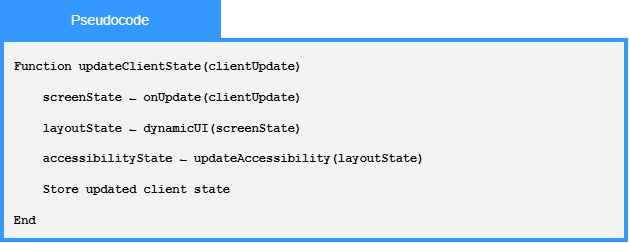 Pseudocode
Function updateClientState(clientUpdate)
screenState ← onUpdate(clientUpdate)
layoutState ← dynamicUI(screenState)
accessibilityState ← updateAccessibility(layoutState)
Store updated client state
End